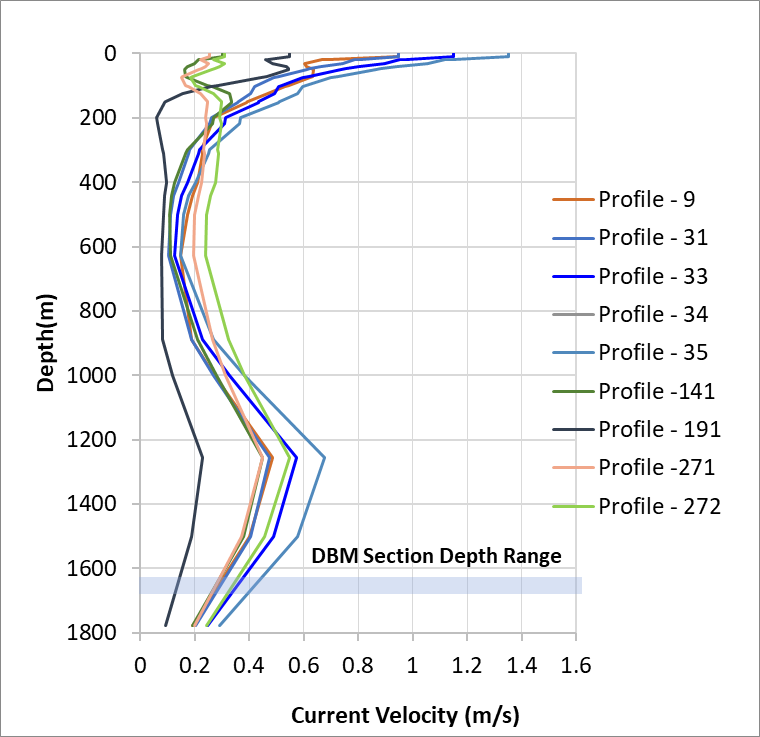 0
200
400
600
800
1000
1200
1400
1600
1800
Depth(m)
0 0.2 0.4 0.6 0.8 1 1.2 1.4 1.6
Current Velocity (m/s)
DBM Section Depth Range
Profile - 9
Profile - 31
Profile - 33
Profile - 34
Profile - 35
Profile -141
Profile - 191
Profile -271
Profile - 272